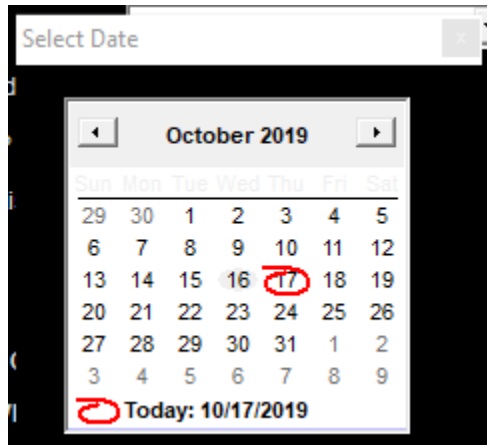 Select Date
October 2019
Sun Mon Tue Wed Thu Fri Sat
29 30 1 2 3 4 5
6 7 8 9 10 11 12
13 14 15 16 17 18 19
20 21 22 23 24 25 26
27 28 29 30 31 1 2
3 4 5 6 7 8 9
Today: 10/17/2019